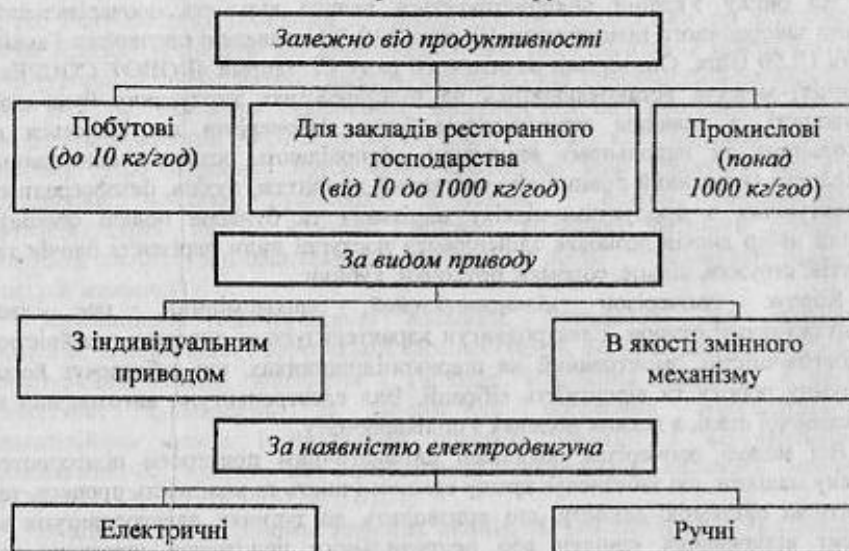 Залежно від продуктивності
Побутові
(до 10 кг/год)
Для закладів ресторанного
господарства
(від 10 до 1000 кг/год)
Промислові
(понад
1000 кг/год)
За видом приводу
З індивідуальним
приводом
В якості змінного
механізму
За наявністю електродвигуна
Електричні
Ручні